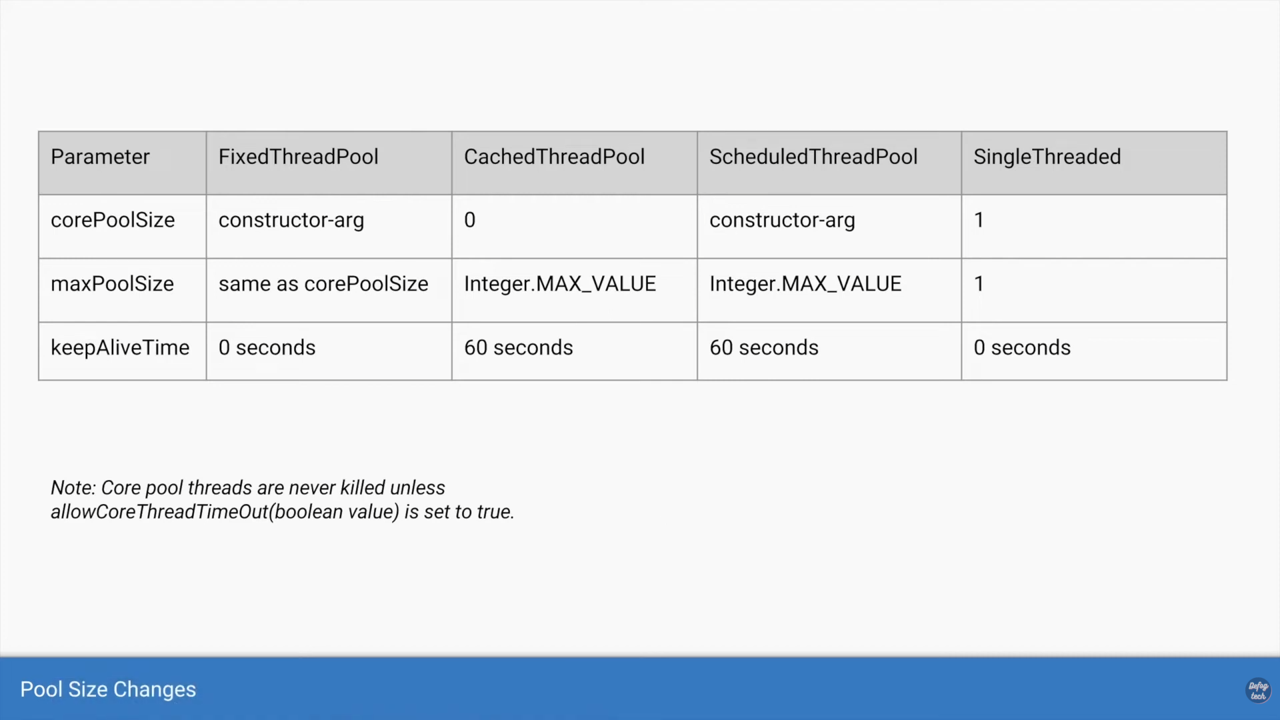 Parameter FixedThreadPool CachedThreadPool ScheduledThreadPool SingleThreaded
corePoolSize constructor-arg 0 constructor-arg 1
maxPoolSize same as corePoolSize Integer.MAX_VALUE Integer.MAX_VALUE 1
keepAliveTime 0 seconds 60 seconds 60 seconds 0 seconds
Note: Core pool threads are never killed unless
allowCoreThreadTimeOut(boolean value) is set to true.
Pool Size Changes
Defog
tech